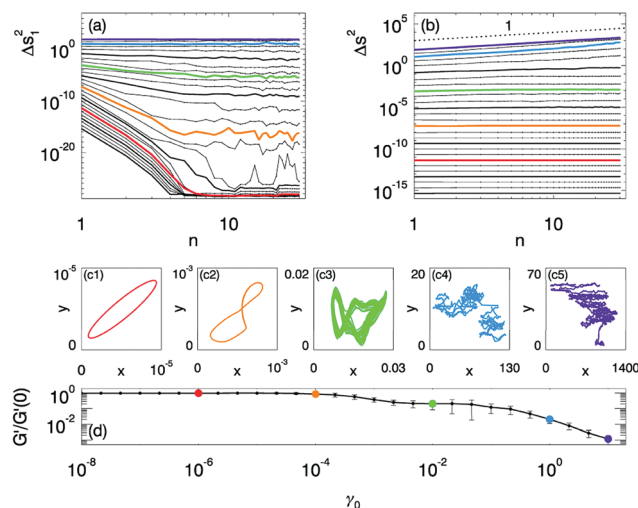 (a) (b)
Δs₁² Δs² 1
10⁰ 10⁵
10⁻¹⁰ 10⁰
10⁻²⁰ 10⁻⁵
10⁻¹⁰
10⁻¹⁵
1 10 1 10
n n
10⁻⁵ (c1) 10⁻³ (c2) 0.02 (c3) 20 (c4) 70 (c5)
y y y y y
0 0 0 0 0
0 x 10⁻⁵ 0 x 10⁻³ 0 x 0.03 0 x 130 0 x 1400
G'/G'(0) 10⁰
10⁻²
(d)
10⁻⁸ 10⁻⁶ 10⁻⁴ 10⁻² 10⁰
γ₀